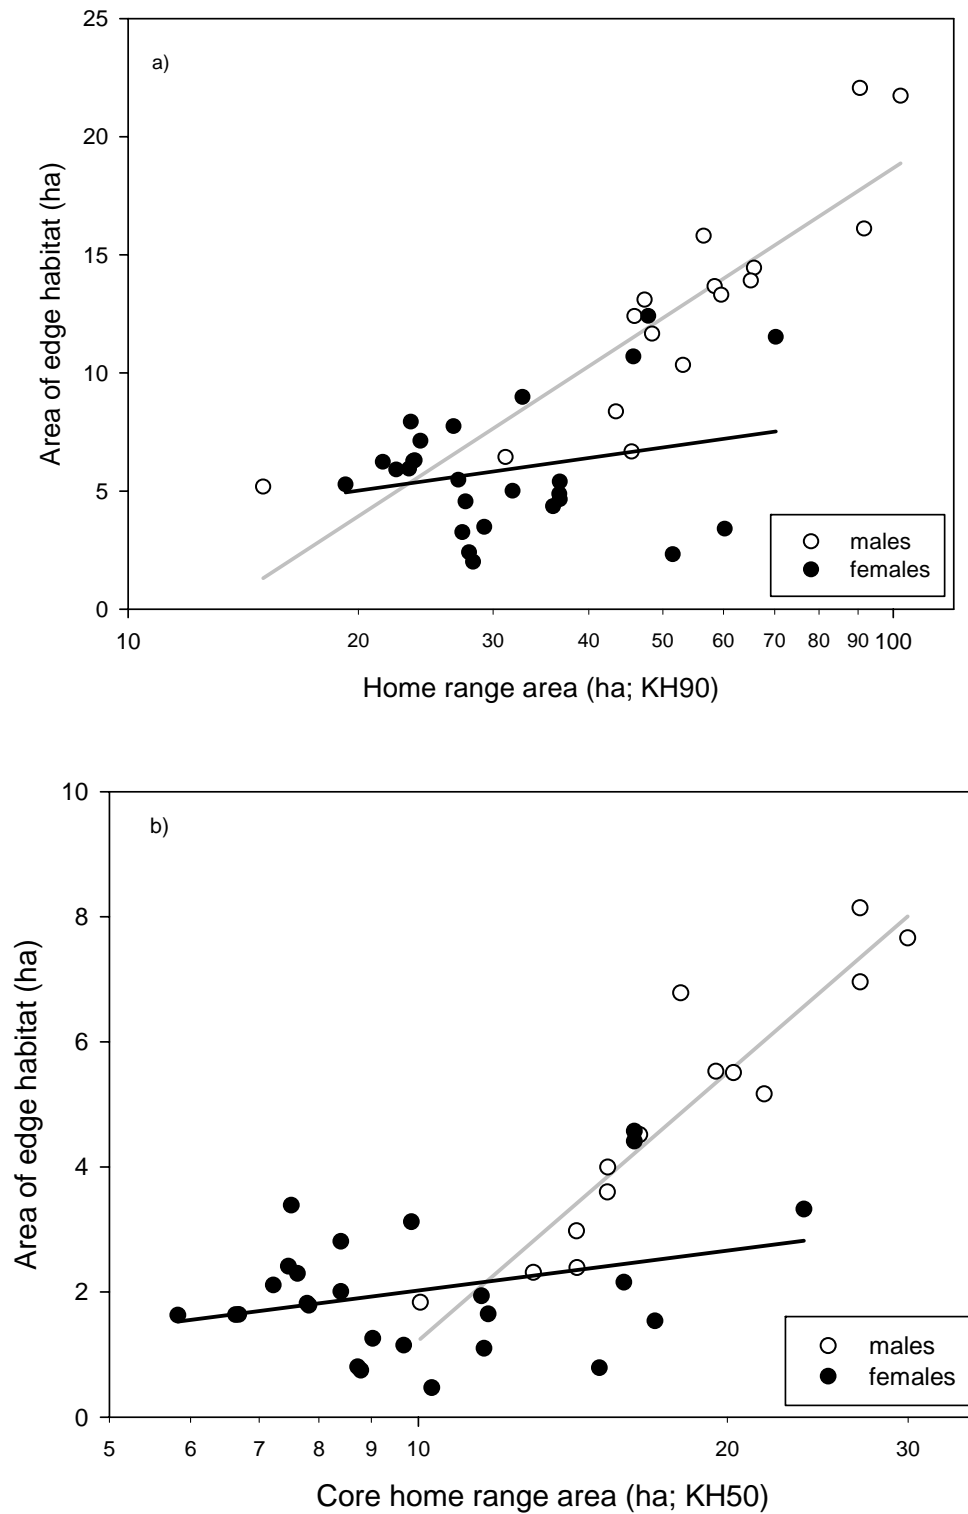 25
a)
20
15
10
5
0
Area of edge habitat (ha)
males
females
10 20 30 40 50 60 70 80 90 100
Home range area (ha; KH90)
10
b)
8
6
4
2
0
Area of edge habitat (ha)
males
females
5 6 7 8 9 10 20 30
Core home range area (ha; KH50)